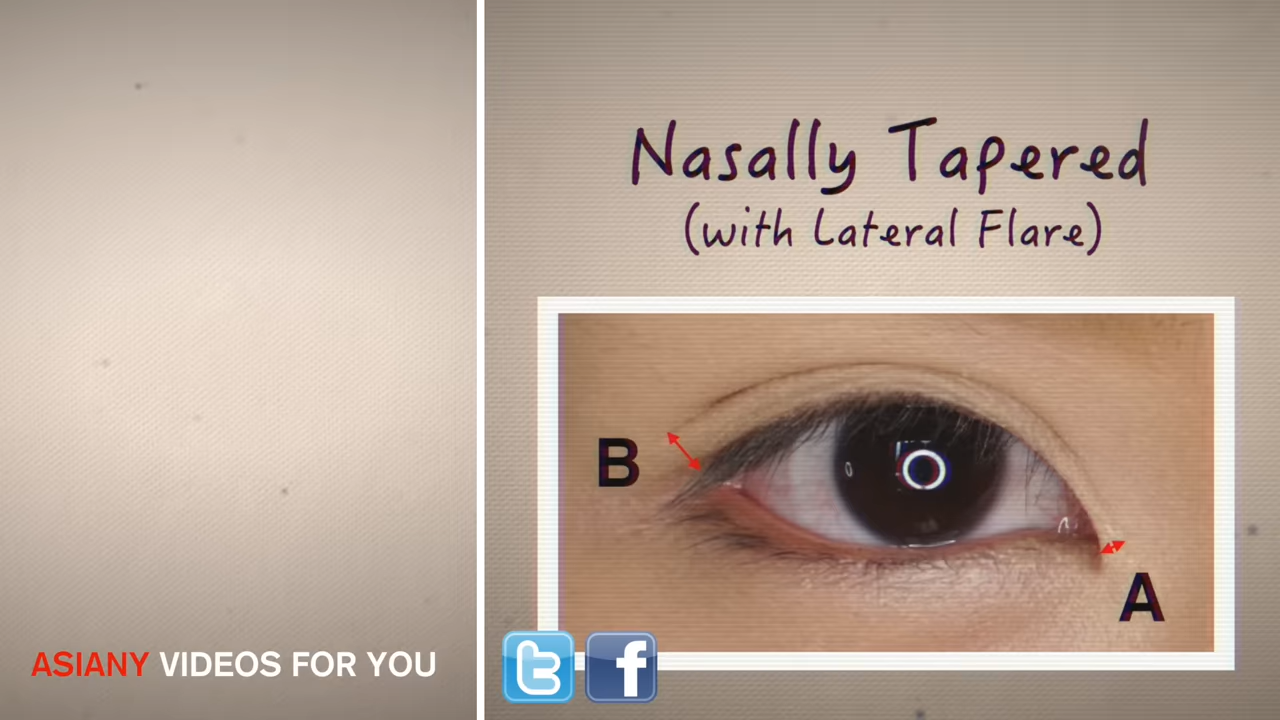 Nasally Tapered
(with Lateral Flare)
B
A
ASIANY VIDEOS FOR YOU